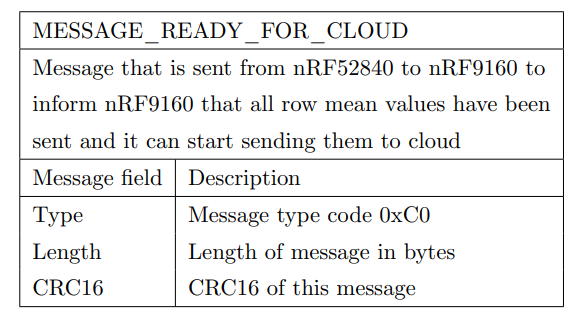 MESSAGE_READY_FOR_CLOUD
Message that is sent from nRF52840 to nRF9160 to
inform nRF9160 that all row mean values have been
sent and it can start sending them to cloud
Message field Description
Type Message type code 0xC0
Length Length of message in bytes
CRC16 CRC16 of this message